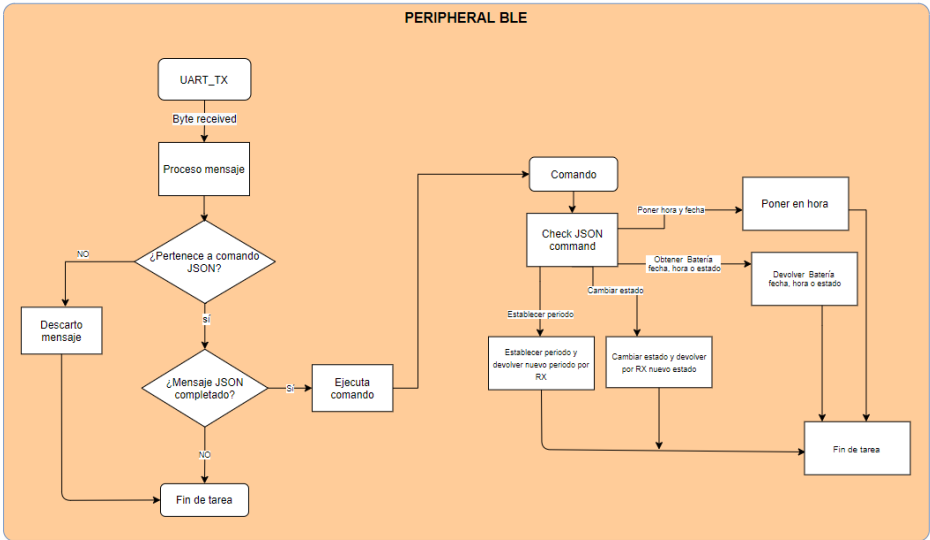 PERIPHERAL BLE
UART_TX
Byte received
Proceso mensaje
¿Pertenece a comando
JSON?
NO
Descarto
mensaje
sí
¿Mensaje JSON
completado?
Sí
Ejecuta
comando
NO
Fin de tarea
Comando
Check JSON
command
Poner hora y fecha
Poner en hora
Obtener Batería
fecha, hora o estado
Devolver Batería
fecha, hora o estado
Cambiar estado
Establecer periodo
Establecer periodo y
devolver nuevo periodo por
RX
Cambiar estado y devolver
por RX nuevo estado
Fin de tarea